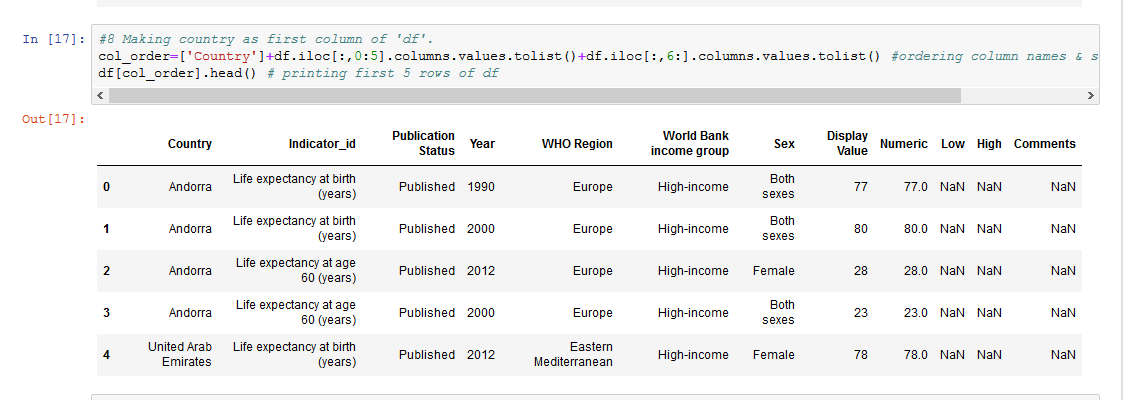 In [17]:
#8 Making country as first column of 'df'.
col_order=['Country']+df.iloc[:,0:5].columns.values.tolist()+df.iloc[:,6:].columns.values.tolist() #ordering column names & s
df[col_order].head() # printing first 5 rows of df
Out[17]:
Country Indicator_id Publication Status Year WHO Region World Bank income group Sex Display Value Numeric Low High Comments
0 Andorra Life expectancy at birth (years) Published 1990 Europe High-income Both sexes 77 77.0 NaN NaN NaN
1 Andorra Life expectancy at birth (years) Published 2000 Europe High-income Both sexes 80 80.0 NaN NaN NaN
2 Andorra Life expectancy at age 60 (years) Published 2012 Europe High-income Female 28 28.0 NaN NaN NaN
3 Andorra Life expectancy at age 60 (years) Published 2000 Europe High-income Both sexes 23 23.0 NaN NaN NaN
4 United Arab Emirates Life expectancy at birth (years) Published 2012 Eastern Mediterranean High-income Female 78 78.0 NaN NaN NaN